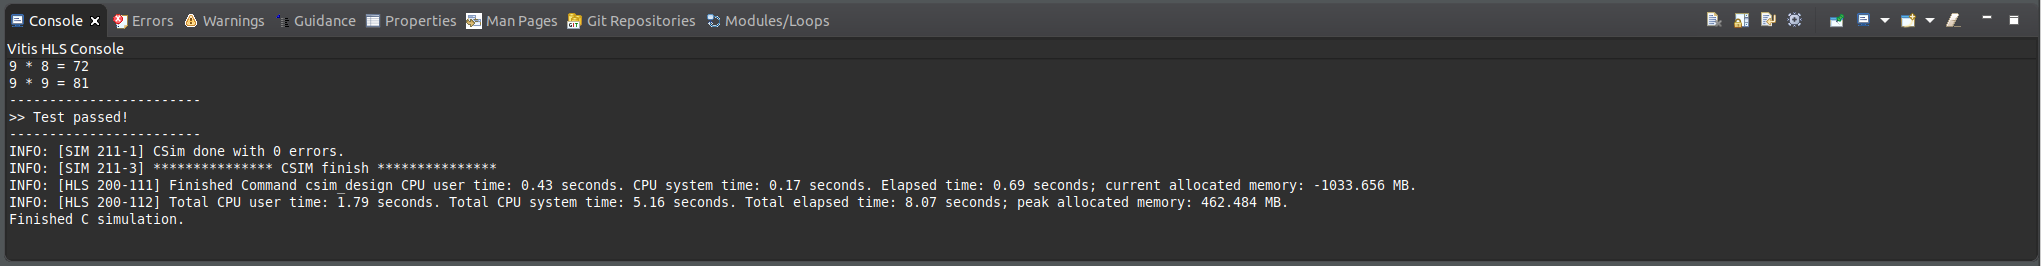 Console Errors Warnings Guidance Properties Man Pages Git Repositories Modules/Loops
Vitis HLS Console
9 * 8 = 72
9 * 9 = 81
------------------------
>> Test passed!
------------------------
INFO: [SIM 211-1] CSim done with 0 errors.
INFO: [SIM 211-3] *************** CSIM finish ***************
INFO: [HLS 200-111] Finished Command csim_design CPU user time: 0.43 seconds. CPU system time: 0.17 seconds. Elapsed time: 0.69 seconds; current allocated memory: -1033.656 MB.
INFO: [HLS 200-112] Total CPU user time: 1.79 seconds. Total CPU system time: 5.16 seconds. Total elapsed time: 8.07 seconds; peak allocated memory: 462.484 MB.
Finished C simulation.